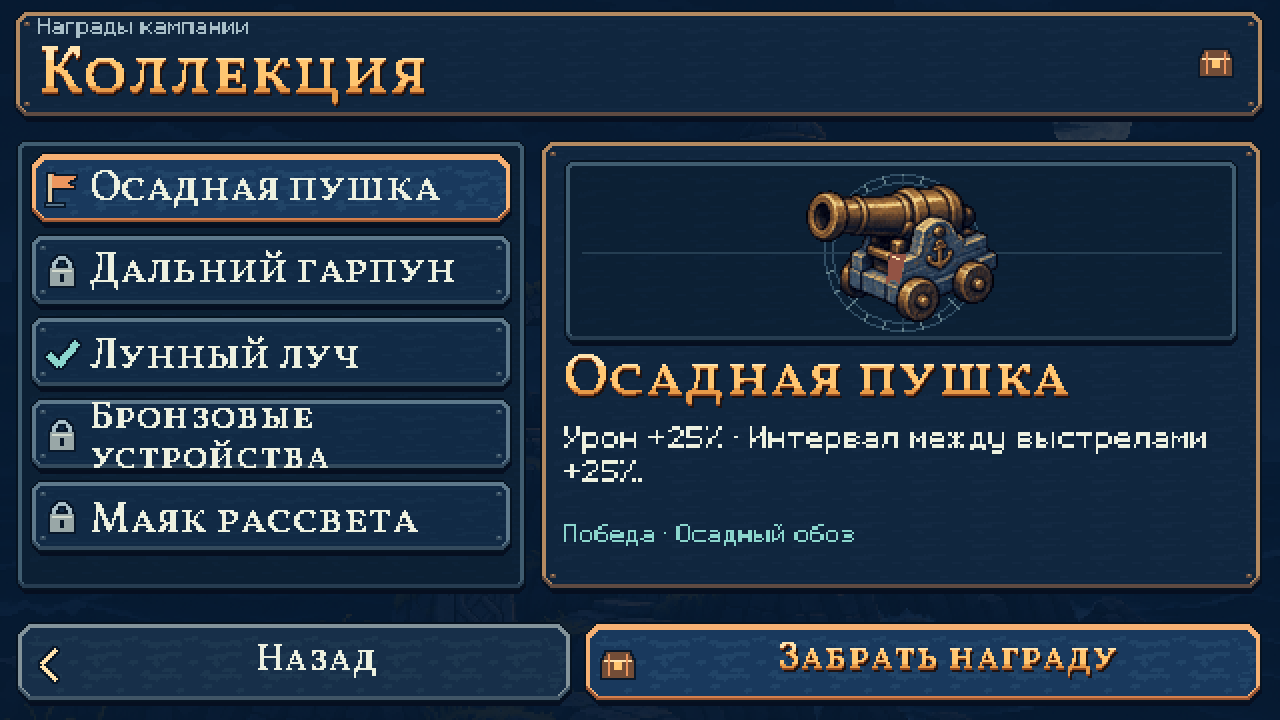 Награды кампании
Коллекция
Осадная пушка
Дальний гарпун
Лунный луч
Бронзовые
устройства
Маяк рассвета
Осадная пушка
Урон +25% · Интервал между выстрелами
+25%.
Победа · Осадный обоз
Назад
Забрать награду